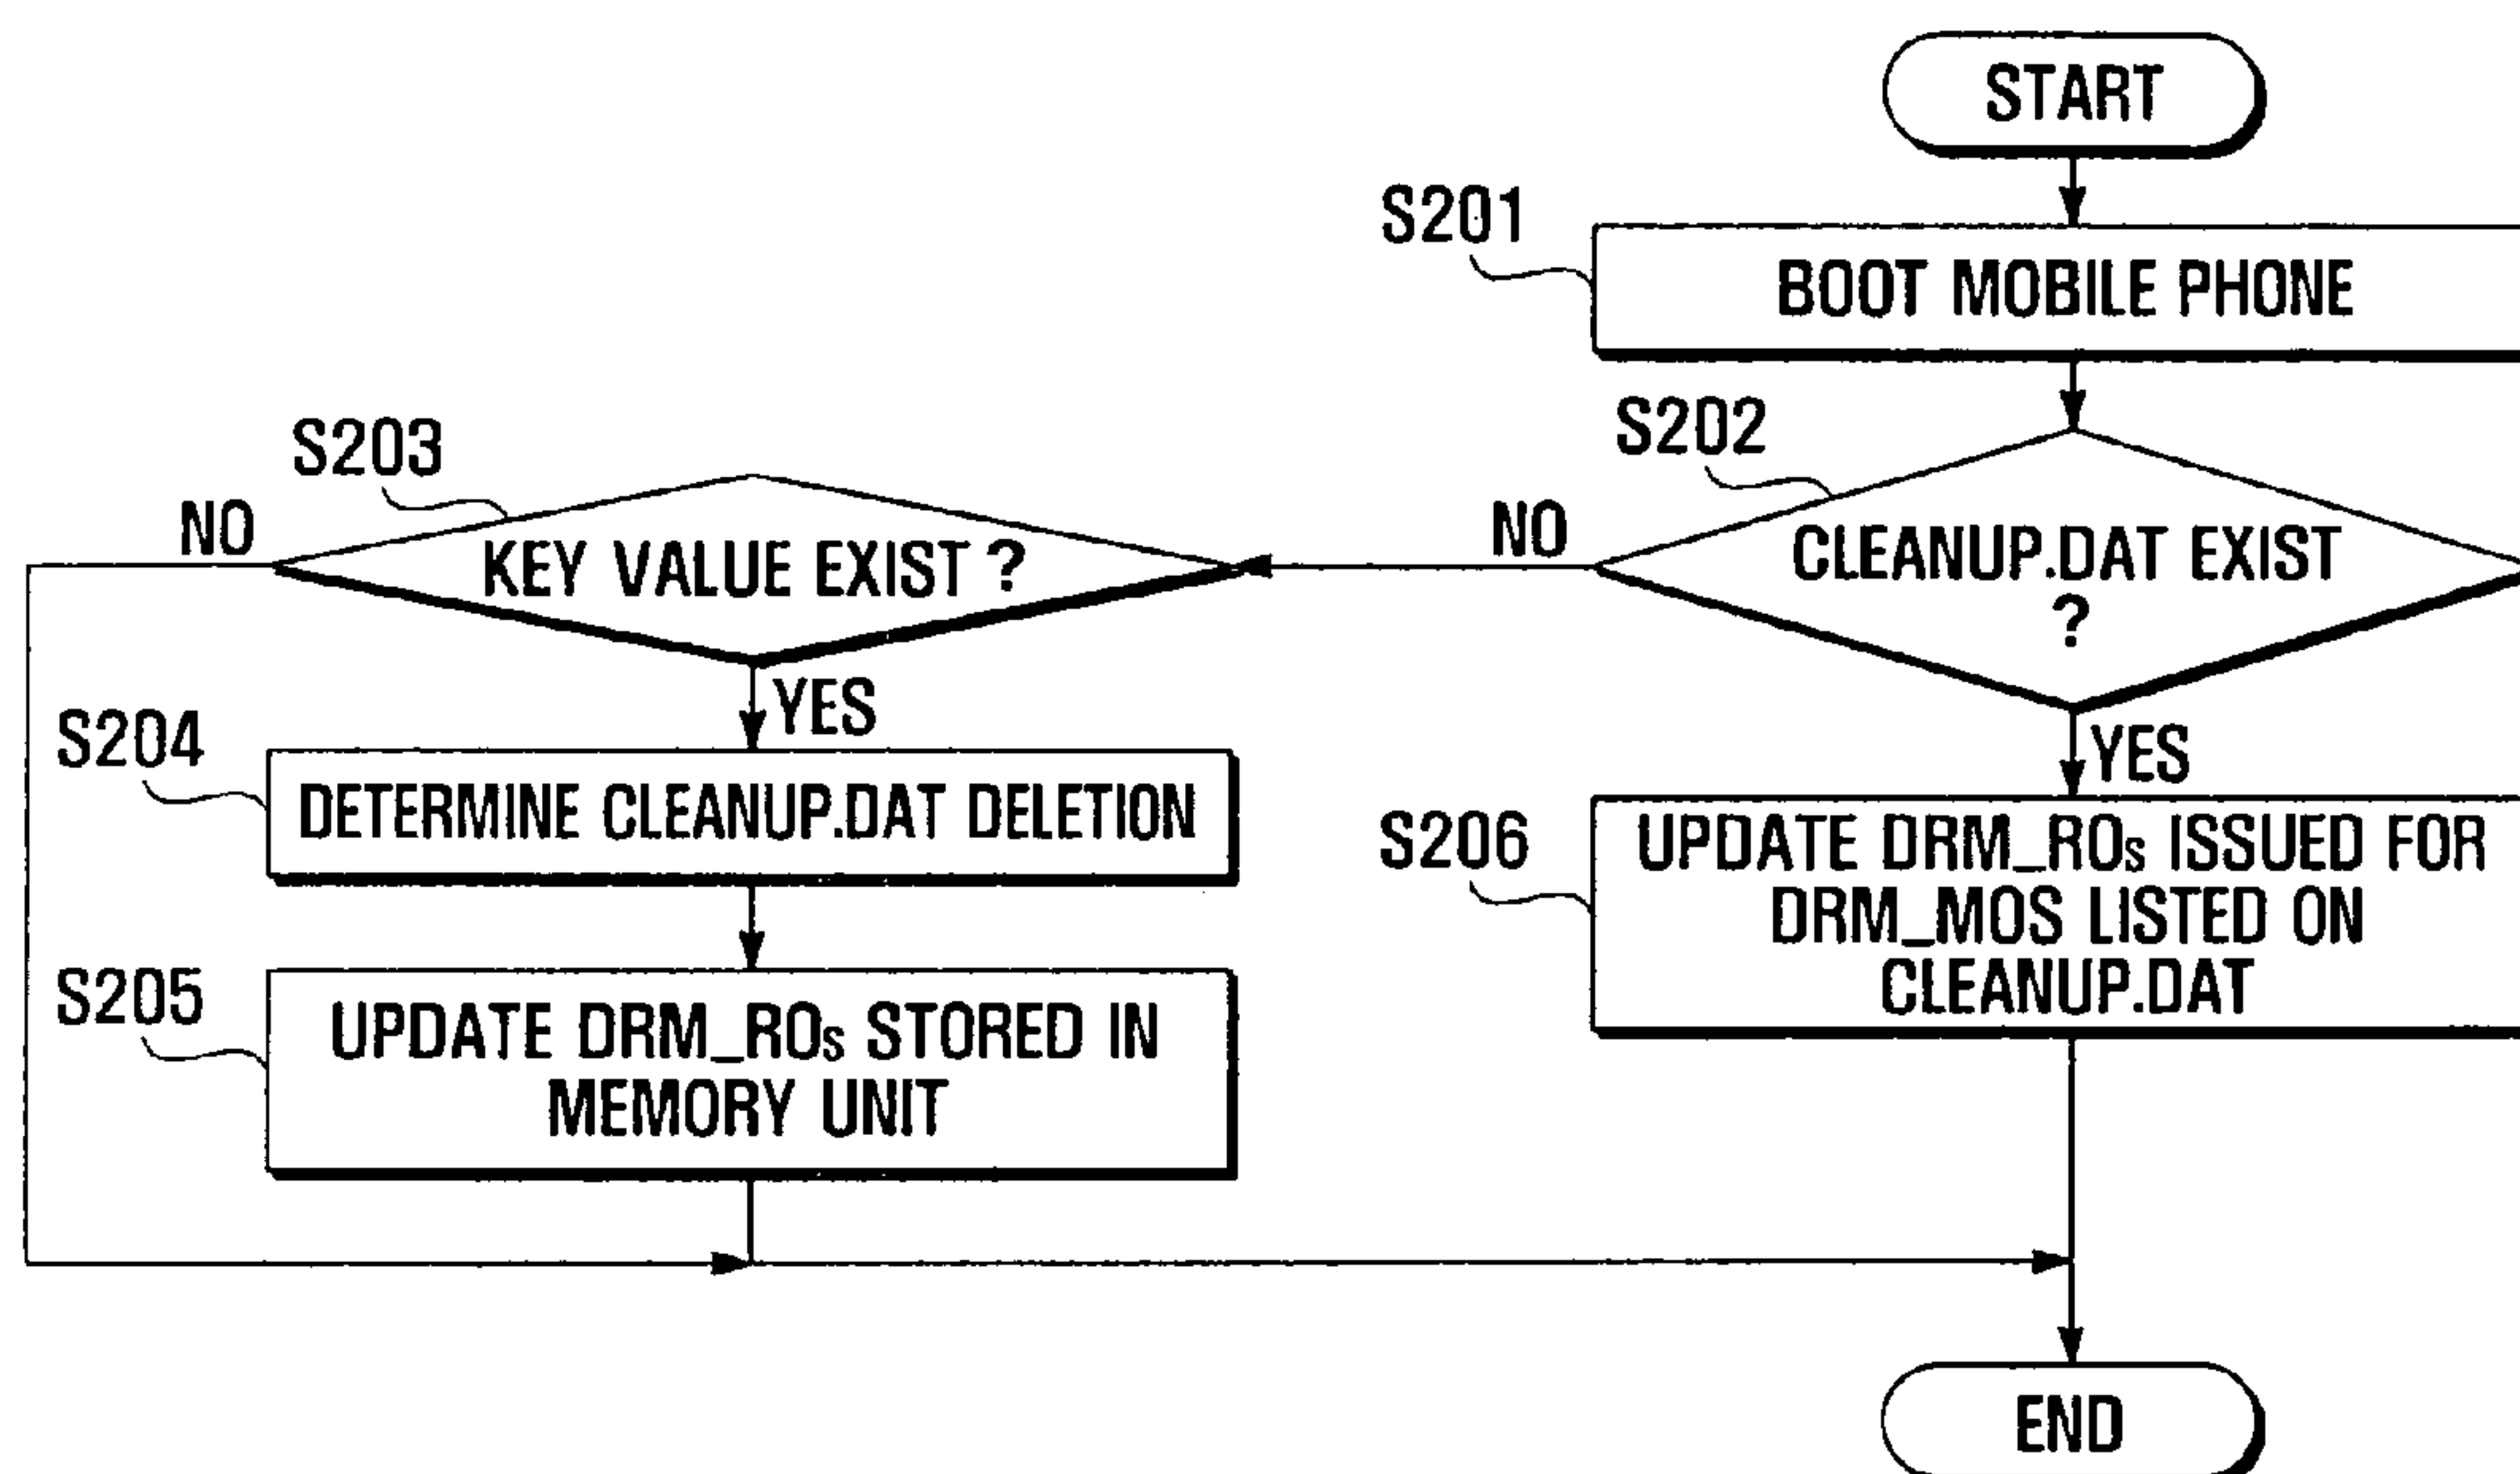 START
S201
BOOT MOBILE PHONE
S202
CLEANUP.DAT EXIST
?
NO
S203
KEY VALUE EXIST ?
NO
YES
S204
DETERMINE CLEANUP.DAT DELETION
S205
UPDATE DRM_ROs STORED IN
MEMORY UNIT
YES
S206
UPDATE DRM_ROs ISSUED FOR
DRM_MOS LISTED ON
CLEANUP.DAT
END